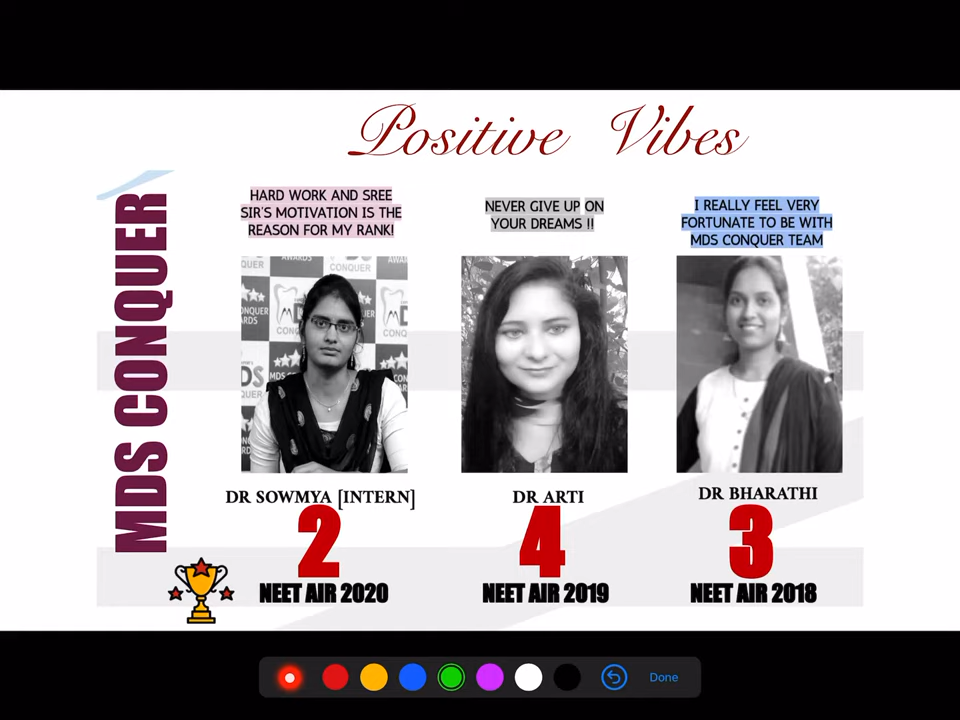 Positive Vibes
MDS CONQUER
HARD WORK AND SREE
SIR'S MOTIVATION IS THE
REASON FOR MY RANK!
NEVER GIVE UP ON
YOUR DREAMS !!
I REALLY FEEL VERY
FORTUNATE TO BE WITH
MDS CONQUER TEAM
DR SOWMYA [INTERN]
2
NEET AIR 2020
DR ARTI
4
NEET AIR 2019
DR BHARATHI
3
NEET AIR 2018
Done